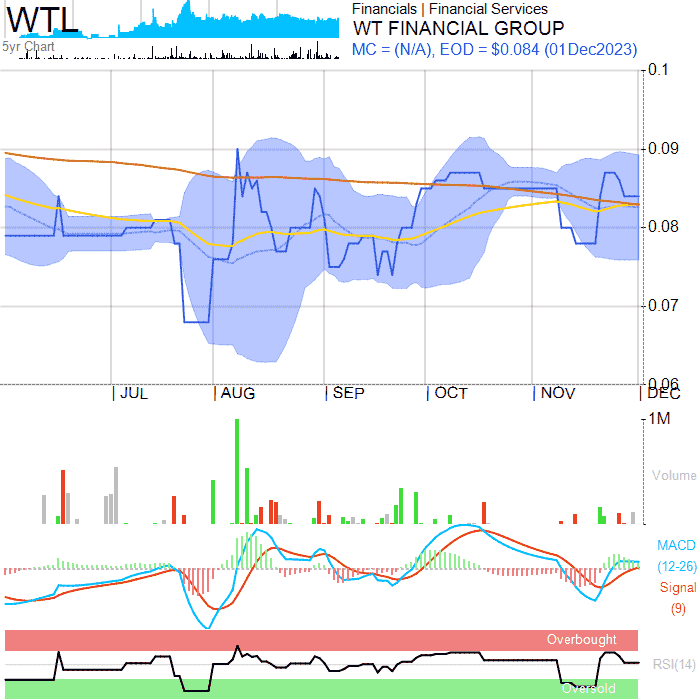 WTL
5yr Chart
Financials | Financial Services
WT FINANCIAL GROUP
MC = (N/A), EOD = $0.084 (01Dec2023)
0.1
0.09
0.08
0.07
0.06
JUL AUG SEP OCT NOV DEC
1M
Volume
MACD
(12-26)
Signal
(9)
Overbought
RSI(14)
Oversold